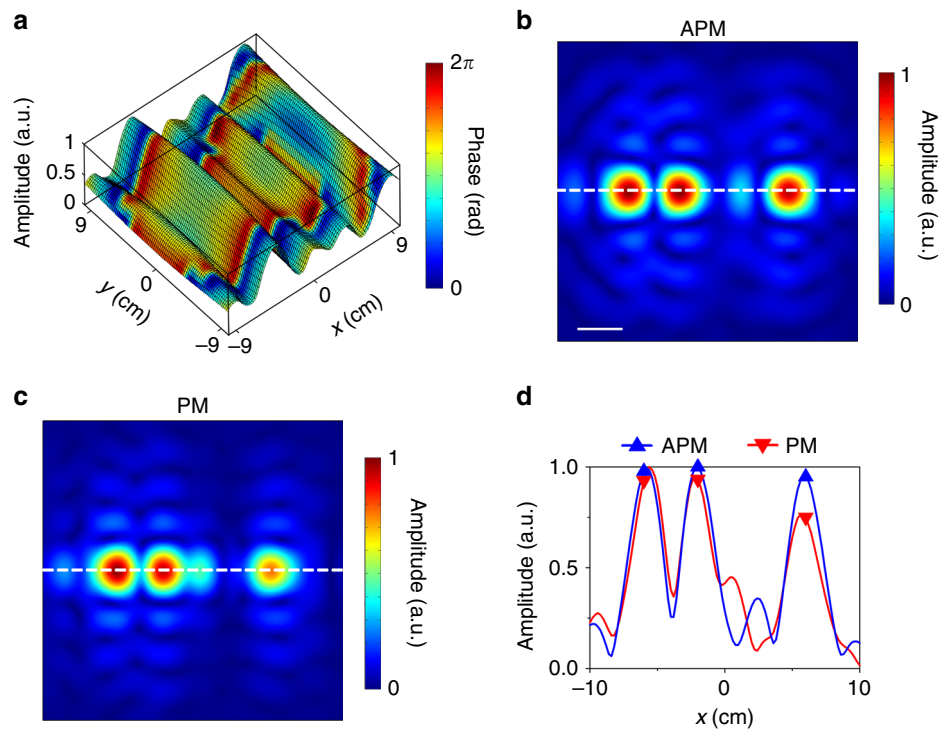 a
Amplitude (a.u.)
1
0.5
0
9
0
−9
y (cm)
−9
0
9
x (cm)
2π
0
Phase (rad)
b
APM
1
0
Amplitude (a.u.)
c
PM
1
0
Amplitude (a.u.)
d
APM PM
Amplitude (a.u.)
1.0
0.5
0.0
−10 0 10
x (cm)